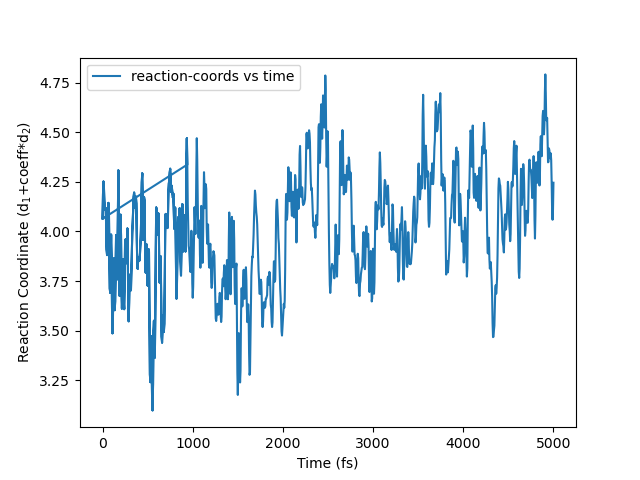 reaction-coords vs time
Reaction Coordinate (d₁+coeff*d₂)
4.75
4.50
4.25
4.00
3.75
3.50
3.25
0 1000 2000 3000 4000 5000
Time (fs)